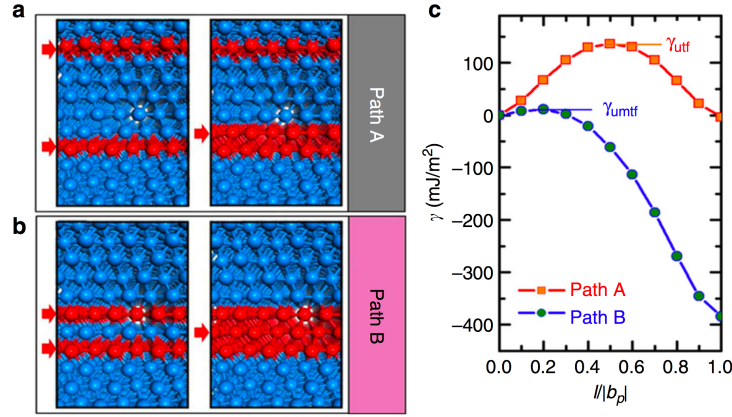 a
Path A
b
Path B
c
γutf
γumtf
100
0
−100
−200
−300
−400
γ (mJ/m²)
Path A
Path B
0.0 0.2 0.4 0.6 0.8 1.0
l/|bp|